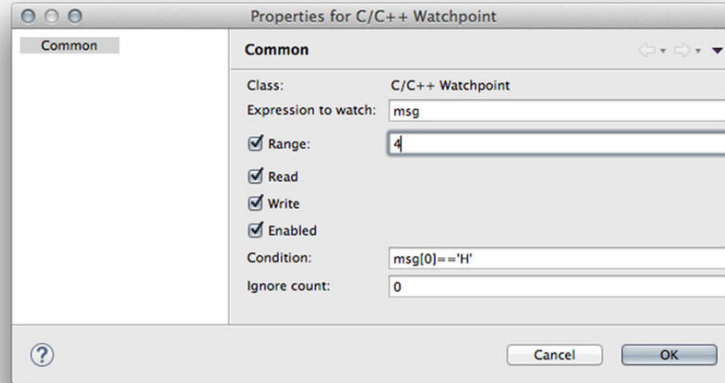 Properties for C/C++ Watchpoint
Common
Common
Class: C/C++ Watchpoint
Expression to watch: msg
Range: 4
Read
Write
Enabled
Condition: msg[0]=='H'
Ignore count: 0
?
Cancel OK